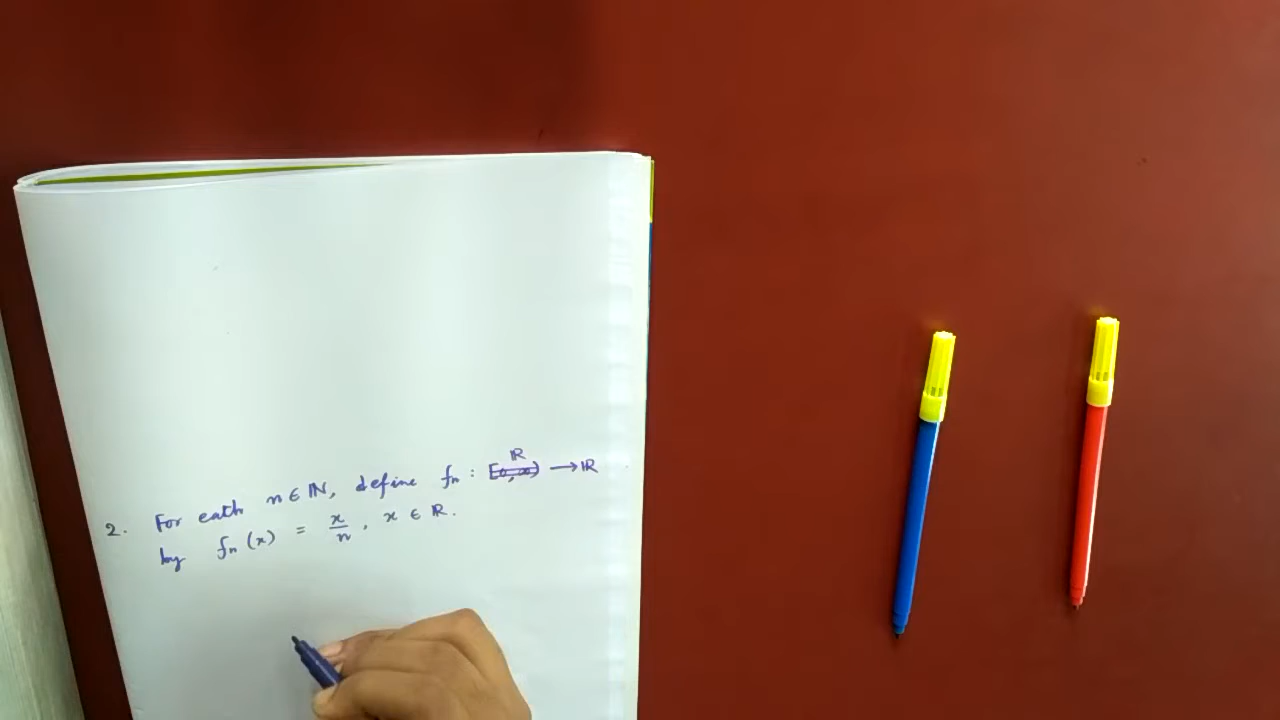 2. For each n ∈ ℕ, define fₙ : ℝ ⟶ ℝ
by fₙ(x) = x/n, x ∈ ℝ.